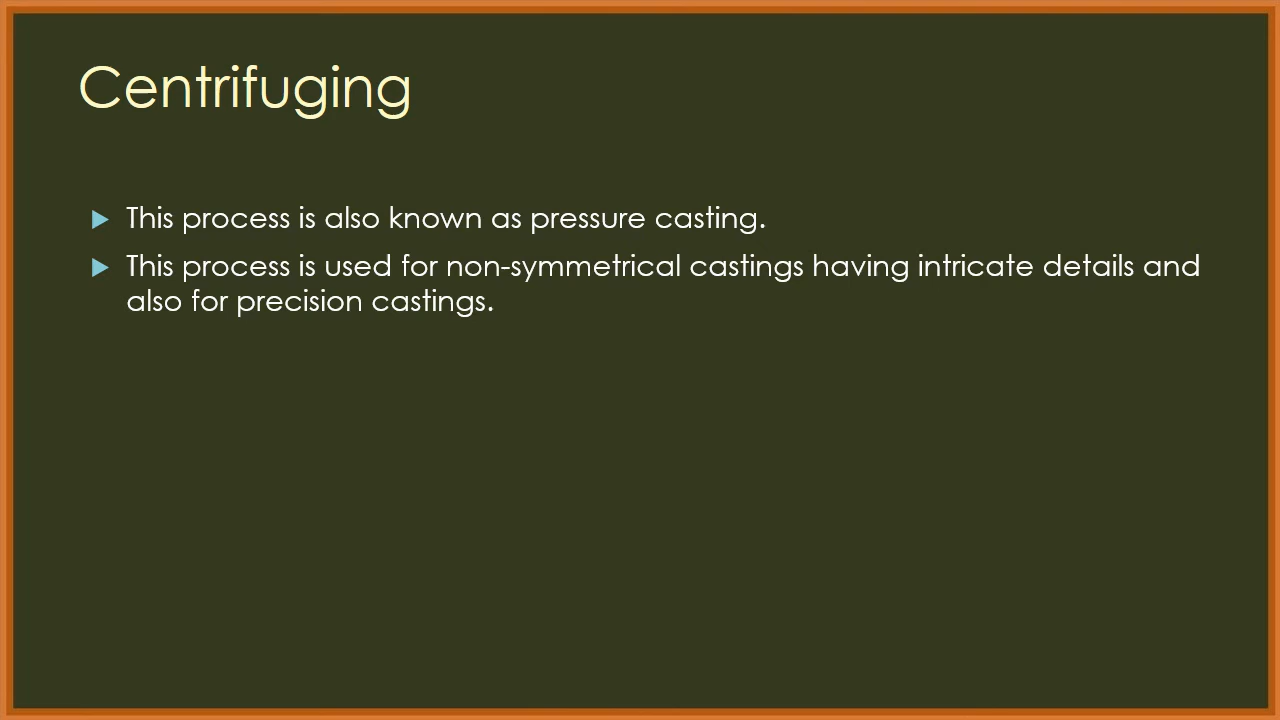 Centrifuging
This process is also known as pressure casting.
This process is used for non-symmetrical castings having intricate details and
also for precision castings.